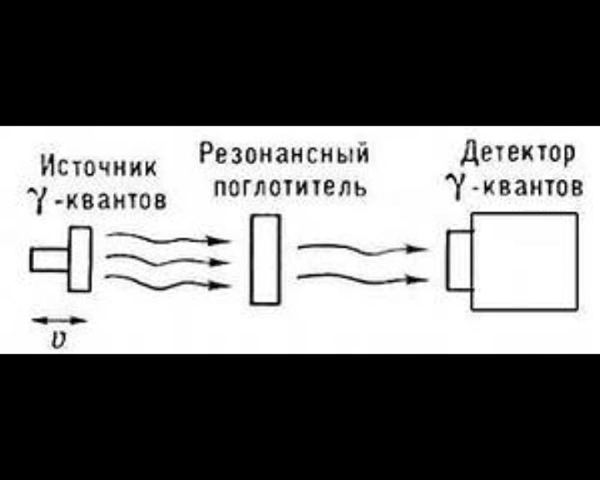 Источник
γ-квантов
Резонансный
поглотитель
Детектор
γ-квантов
υ